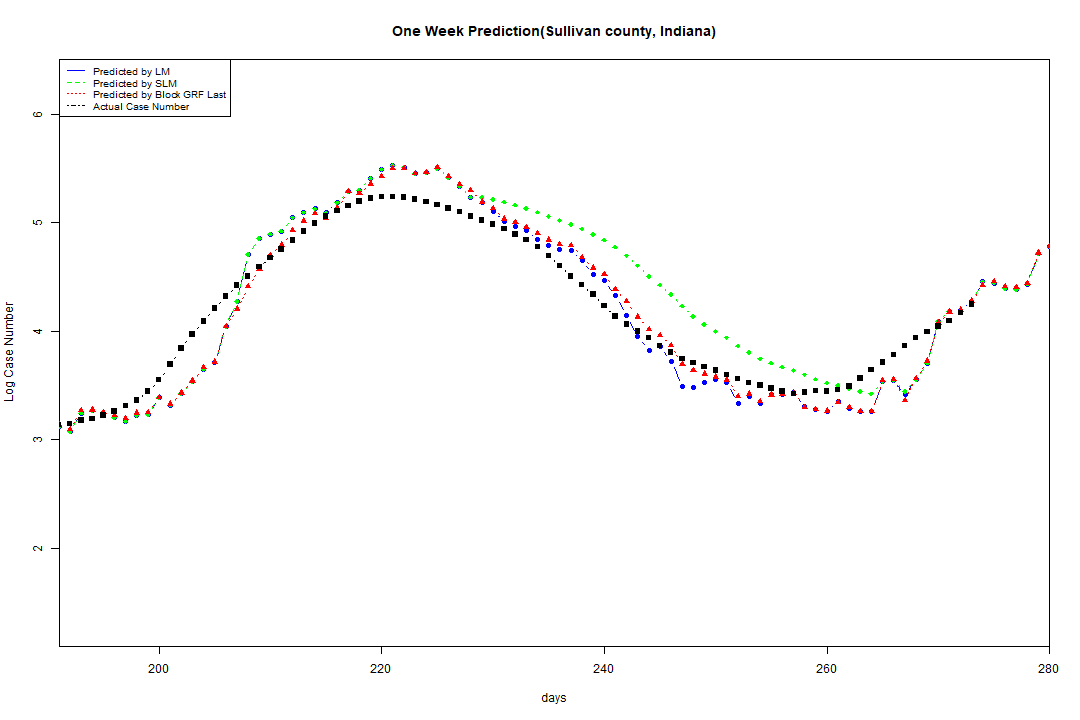 One Week Prediction(Sullivan county, Indiana)
Predicted by LM
Predicted by SLM
Predicted by Block GRF Last
Actual Case Number
6
5
4
3
2
Log Case Number
200 220 240 260 280
days